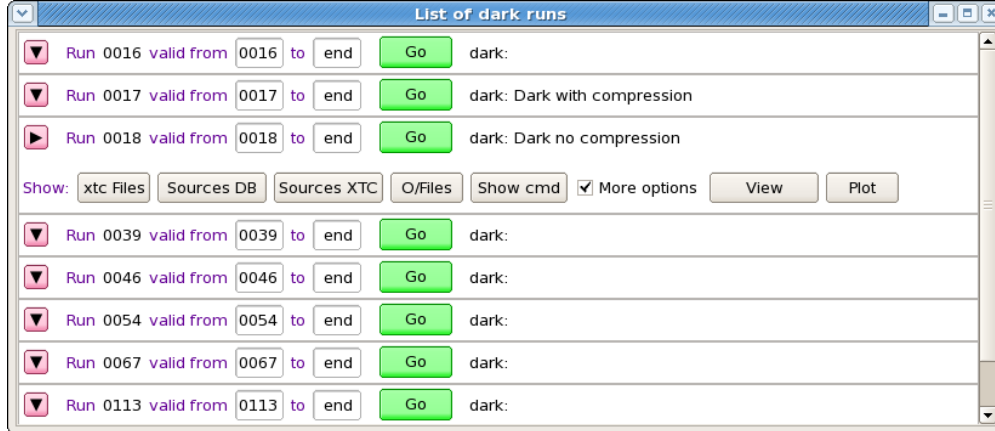 List of dark runs
Run 0016 valid from 0016 to end Go dark:
Run 0017 valid from 0017 to end Go dark: Dark with compression
Run 0018 valid from 0018 to end Go dark: Dark no compression
Show: xtc Files Sources DB Sources XTC O/Files Show cmd More options View Plot
Run 0039 valid from 0039 to end Go dark:
Run 0046 valid from 0046 to end Go dark:
Run 0054 valid from 0054 to end Go dark:
Run 0067 valid from 0067 to end Go dark:
Run 0113 valid from 0113 to end Go dark: